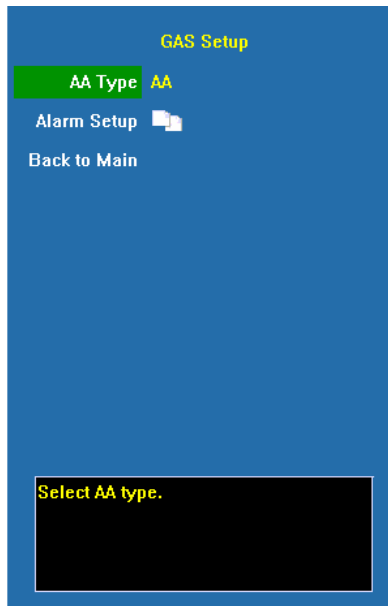 GAS Setup
AA Type AA
Alarm Setup
Back to Main
Select AA type.